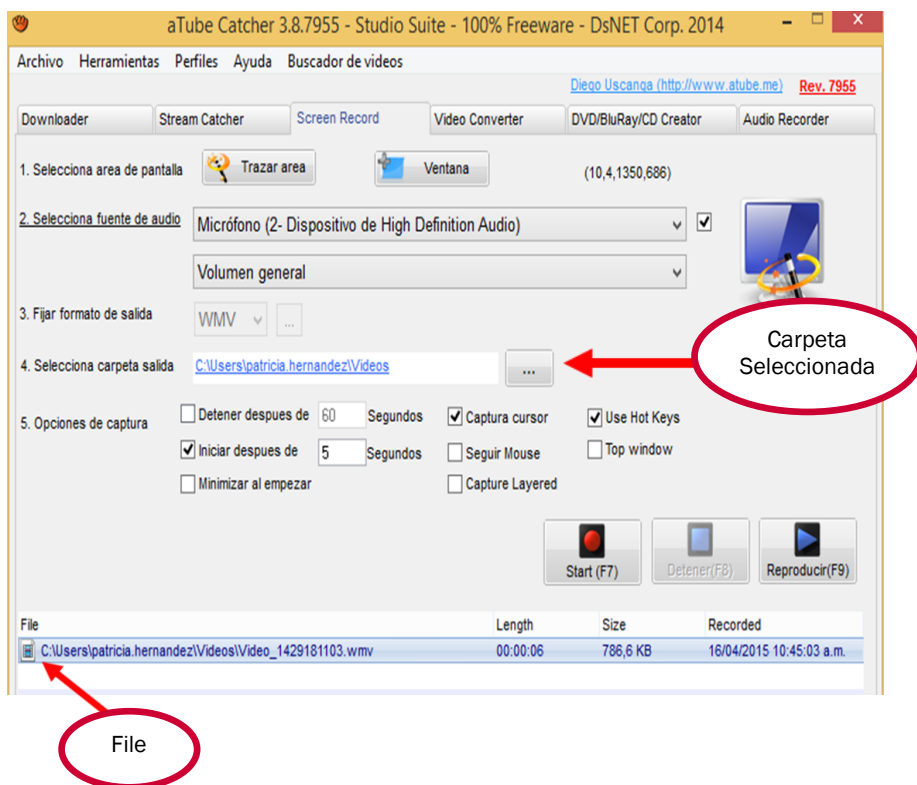 aTube Catcher 3.8.7955 - Studio Suite - 100% Freeware - DsNET Corp. 2014
Archivo Herramientas Perfiles Ayuda Buscador de videos
Diego Uscanga (http://www.atube.me) Rev. 7955
Downloader Stream Catcher Screen Record Video Converter DVD/BluRay/CD Creator Audio Recorder
1. Selecciona area de pantalla Trazar area Ventana (10,4,1350,686)
2. Selecciona fuente de audio Micrófono (2- Dispositivo de High Definition Audio)
Volumen general
3. Fijar formato de salida WMV ...
Carpeta
Seleccionada
4. Selecciona carpeta salida C:\Users\patricia.hernandez\Videos ...
5. Opciones de captura Detener despues de 60 Segundos Captura cursor Use Hot Keys
Iniciar despues de 5 Segundos Seguir Mouse Top window
Minimizar al empezar Capture Layered
Start (F7) Detener(F8) Reproducir(F9)
File Length Size Recorded
C:\Users\patricia.hernandez\Videos\Video_1429181103.wmv 00:00:06 786,6 KB 16/04/2015 10:45:03 a.m.
File